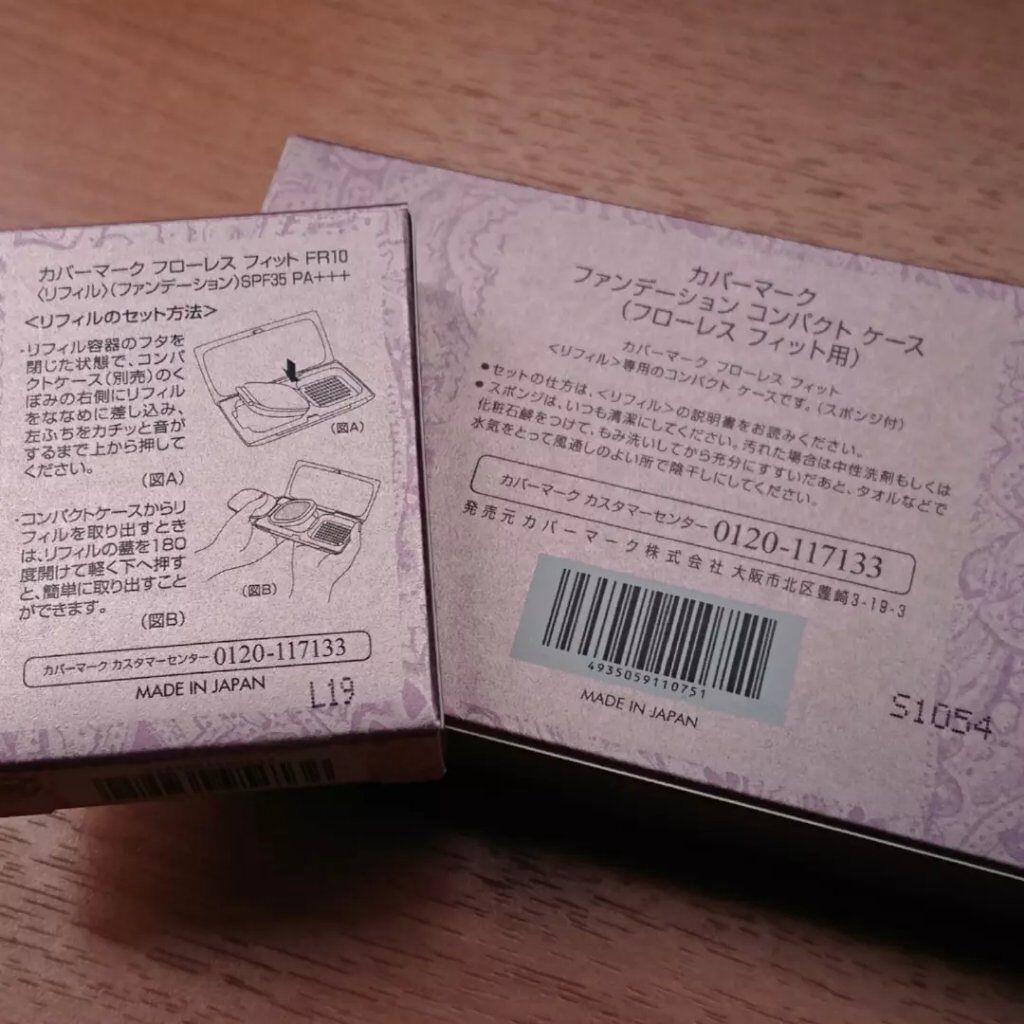 カバーマーク フローレス フィット FR10
〈リフィル〉(ファンデーション)SPF35 PA+++
<リフィルのセット方法>
・リフィル容器のフタを
閉じた状態で、コンパ
クトケース(別売)のく
ぼみの右側にリフィル
をななめに差し込み、
左ふちをカチッと音が
するまで上から押して
ください。
(図A)
(図A)
・コンパクトケースからリ
フィルを取り出すとき
は、リフィルの蓋を180
度開けて軽く下へ押す
と、簡単に取り出すこと
ができます。
(図B)
(図B)
カバーマーク カスタマーセンター 0120-117133
MADE IN JAPAN
L19
カバーマーク
ファンデーション コンパクト ケース
(フローレス フィット用)
カバーマーク フローレス フィット
<リフィル>専用のコンパクト ケースです。(スポンジ付)
●セットの仕方は、<リフィル>の説明書をお読みください。
●スポンジは、いつも清潔にしてください。汚れた場合は中性洗剤もしくは
化粧石鹸をつけて、もみ洗いしてから充分にすすいだあと、タオルなどで
水気をとって風通しのよい所で陰干しにしてください。
カバーマーク カスタマーセンター 0120-117133
発売元 カバーマーク株式会社 大阪市北区豊崎3-19-3
4935059110751
MADE IN JAPAN
S1054